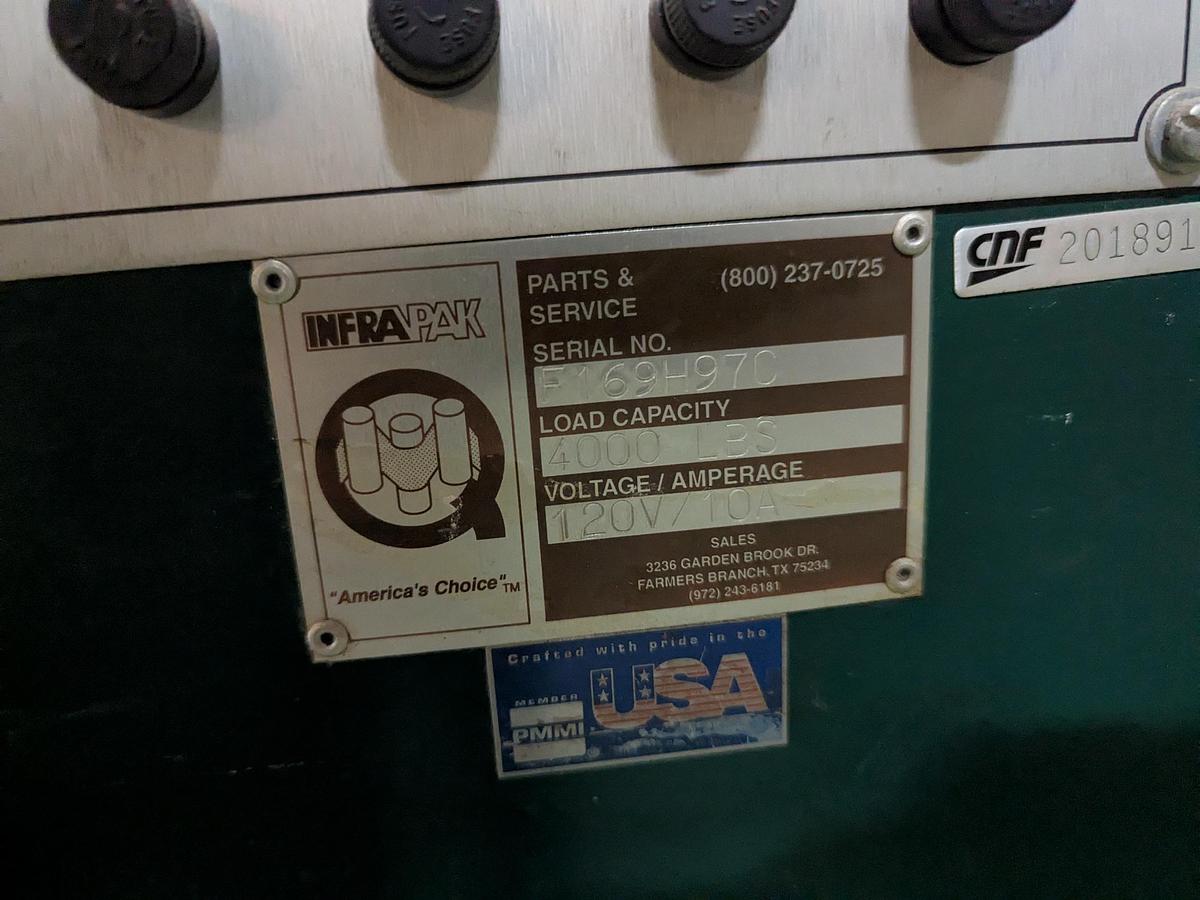 FUSE
FUSE
INFRAPAK
"America's Choice"™
PARTS & (800) 237-0725
SERVICE
SERIAL NO.
F169H97C
LOAD CAPACITY
4000 LBS
VOLTAGE / AMPERAGE
120V/10A
SALES
3236 GARDEN BROOK DR.
FARMERS BRANCH, TX 75234
(972) 243-6181
CNF 201891
Crafted with pride in the
USA
MEMBER
PMMI